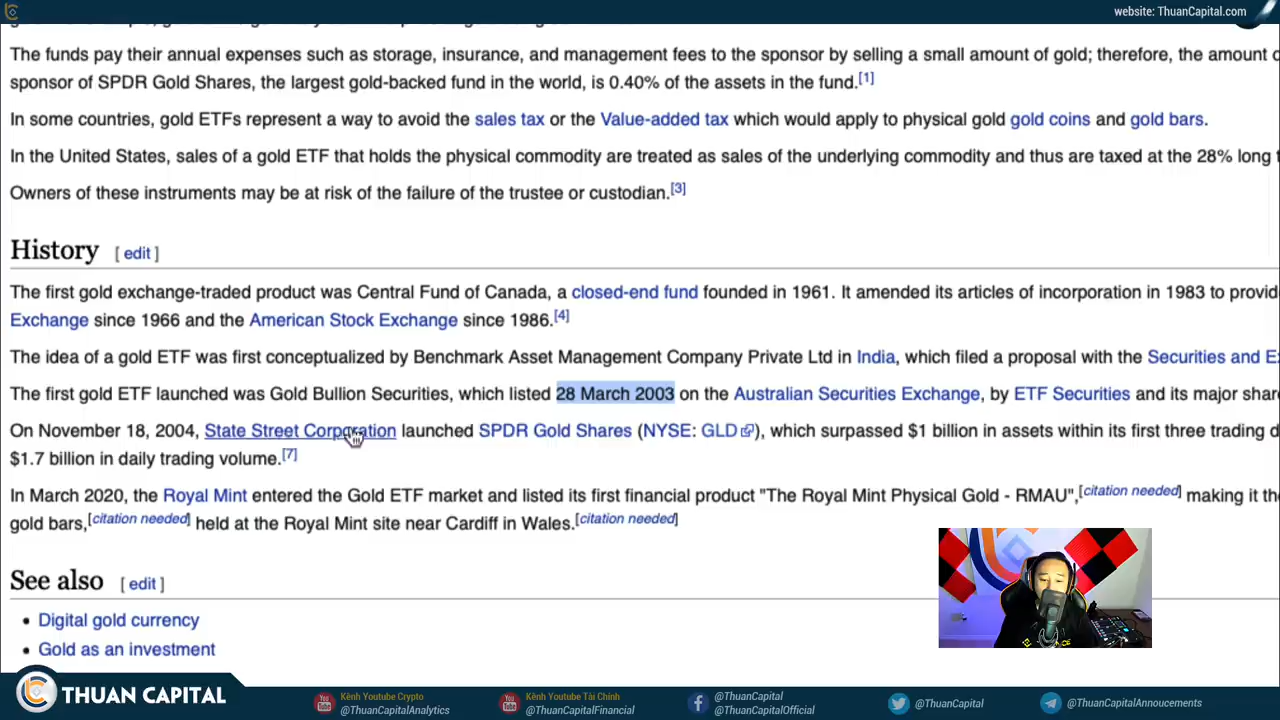 website: ThuanCapital.com
The funds pay their annual expenses such as storage, insurance, and management fees to the sponsor by selling a small amount of gold; therefore, the amount
sponsor of SPDR Gold Shares, the largest gold-backed fund in the world, is 0.40% of the assets in the fund.[1]
In some countries, gold ETFs represent a way to avoid the sales tax or the Value-added tax which would apply to physical gold gold coins and gold bars.
In the United States, sales of a gold ETF that holds the physical commodity are treated as sales of the underlying commodity and thus are taxed at the 28% long
Owners of these instruments may be at risk of the failure of the trustee or custodian.[3]
History [ edit ]
The first gold exchange-traded product was Central Fund of Canada, a closed-end fund founded in 1961. It amended its articles of incorporation in 1983 to provid
Exchange since 1966 and the American Stock Exchange since 1986.[4]
The idea of a gold ETF was first conceptualized by Benchmark Asset Management Company Private Ltd in India, which filed a proposal with the Securities and E
The first gold ETF launched was Gold Bullion Securities, which listed 28 March 2003 on the Australian Securities Exchange, by ETF Securities and its major share
On November 18, 2004, State Street Corporation launched SPDR Gold Shares (NYSE: GLD), which surpassed $1 billion in assets within its first three trading d
$1.7 billion in daily trading volume.[7]
In March 2020, the Royal Mint entered the Gold ETF market and listed its first financial product "The Royal Mint Physical Gold - RMAU",[citation needed] making it the
gold bars,[citation needed] held at the Royal Mint site near Cardiff in Wales.[citation needed]
See also [ edit ]
• Digital gold currency
• Gold as an investment
THUAN CAPITAL
Kênh Youtube Crypto
@ThuanCapitalAnalytics
Kênh Youtube Tài Chính
@ThuanCapitalFinancial
@ThuanCapital
@ThuanCapitalOfficial
@ThuanCapital
@ThuanCapitalAnnoucements